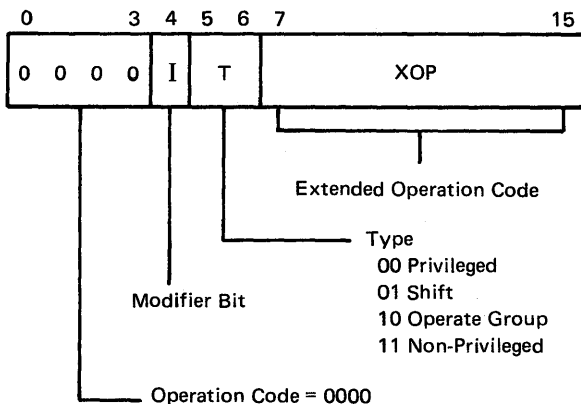 0 3 4 5 6 7 15
0 0 0 0 I T XOP
Extended Operation Code
Type
00 Privileged
01 Shift
10 Operate Group
11 Non-Privileged
Modifier Bit
Operation Code = 0000